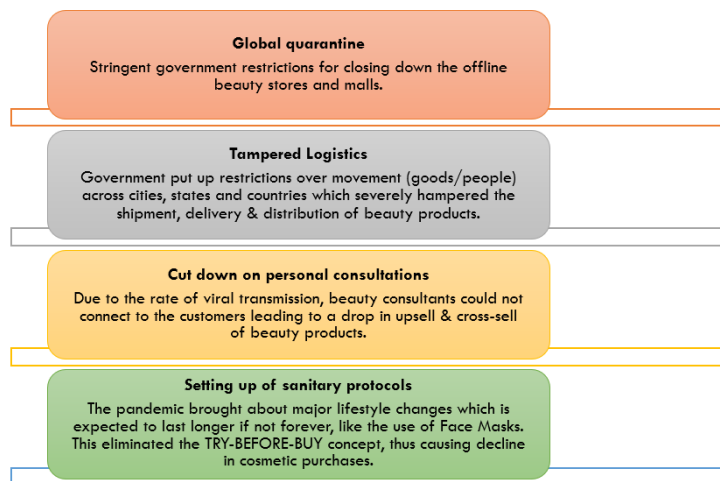 Global quarantine
Stringent government restrictions for closing down the offline
beauty stores and malls.
Tampered Logistics
Government put up restrictions over movement (goods/people)
across cities, states and countries which severely hampered the
shipment, delivery & distribution of beauty products.
Cut down on personal consultations
Due to the rate of viral transmission, beauty consultants could not
connect to the customers leading to a drop in upsell & cross-sell
of beauty products.
Setting up of sanitary protocols
The pandemic brought about major lifestyle changes which is
expected to last longer if not forever, like the use of Face Masks.
This eliminated the TRY-BEFORE-BUY concept, thus causing decline
in cosmetic purchases.